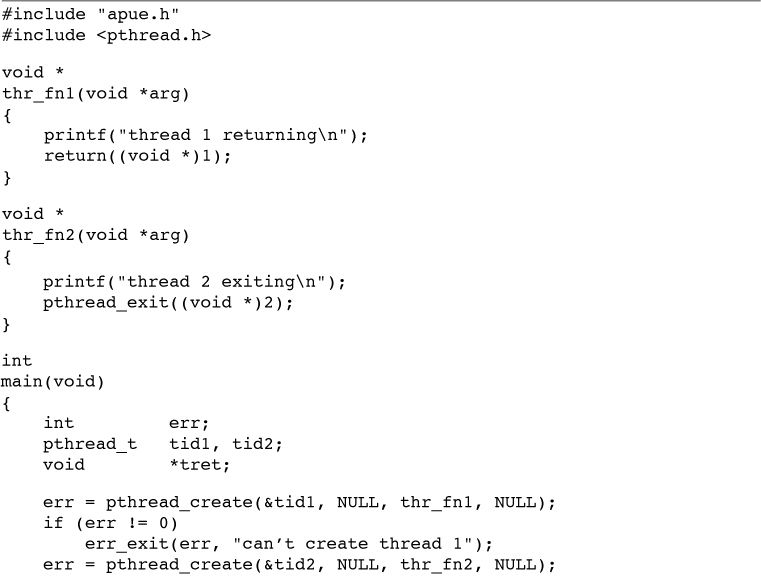 #include "apue.h"
#include <pthread.h>
void *
thr_fn1(void *arg)
{
    printf("thread 1 returning\n");
    return((void *)1);
}
void *
thr_fn2(void *arg)
{
    printf("thread 2 exiting\n");
    pthread_exit((void *)2);
}
int
main(void)
{
    int         err;
    pthread_t   tid1, tid2;
    void        *tret;
    err = pthread_create(&tid1, NULL, thr_fn1, NULL);
    if (err != 0)
        err_exit(err, "can’t create thread 1");
    err = pthread_create(&tid2, NULL, thr_fn2, NULL);